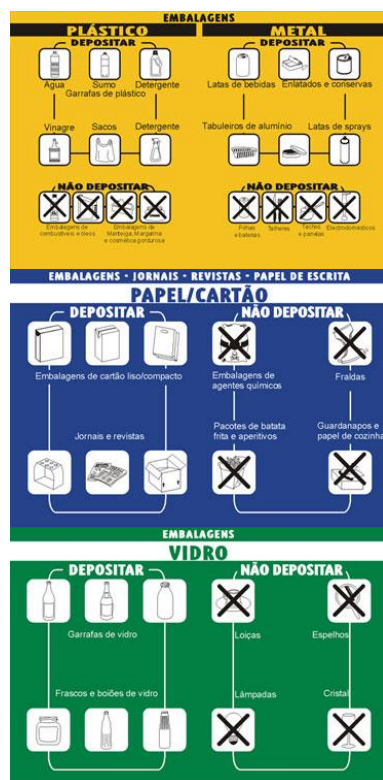 EMBALAGENS
PLÁSTICO
DEPOSITAR
Água
Sumo
Detergente
Garrafas de plástico
Vinagre
Sacos
Detergente
NÃO DEPOSITAR
Embalagens de
combustíveis e óleos
Embalagens de
Manteiga, Margarina
e cosmética gordurosa
METAL
DEPOSITAR
Latas de bebidas
Enlatados e conservas
Tabuleiros de alumínio
Latas de sprays
NÃO DEPOSITAR
Pilhas
e baterias
Talheres
Tachos
e panelas
Electrodomésticos
EMBALAGENS · JORNAIS · REVISTAS · PAPEL DE ESCRITA
PAPEL/CARTÃO
DEPOSITAR
Embalagens de cartão liso/compacto
Jornais e revistas
NÃO DEPOSITAR
Embalagens de
agentes químicos
Fraldas
Pacotes de batata
frita e aperitivos
Guardanapos e
papel de cozinha
EMBALAGENS
VIDRO
DEPOSITAR
Garrafas de vidro
Frascos e boiões de vidro
NÃO DEPOSITAR
Loiças
Espelhos
Lâmpadas
Cristal